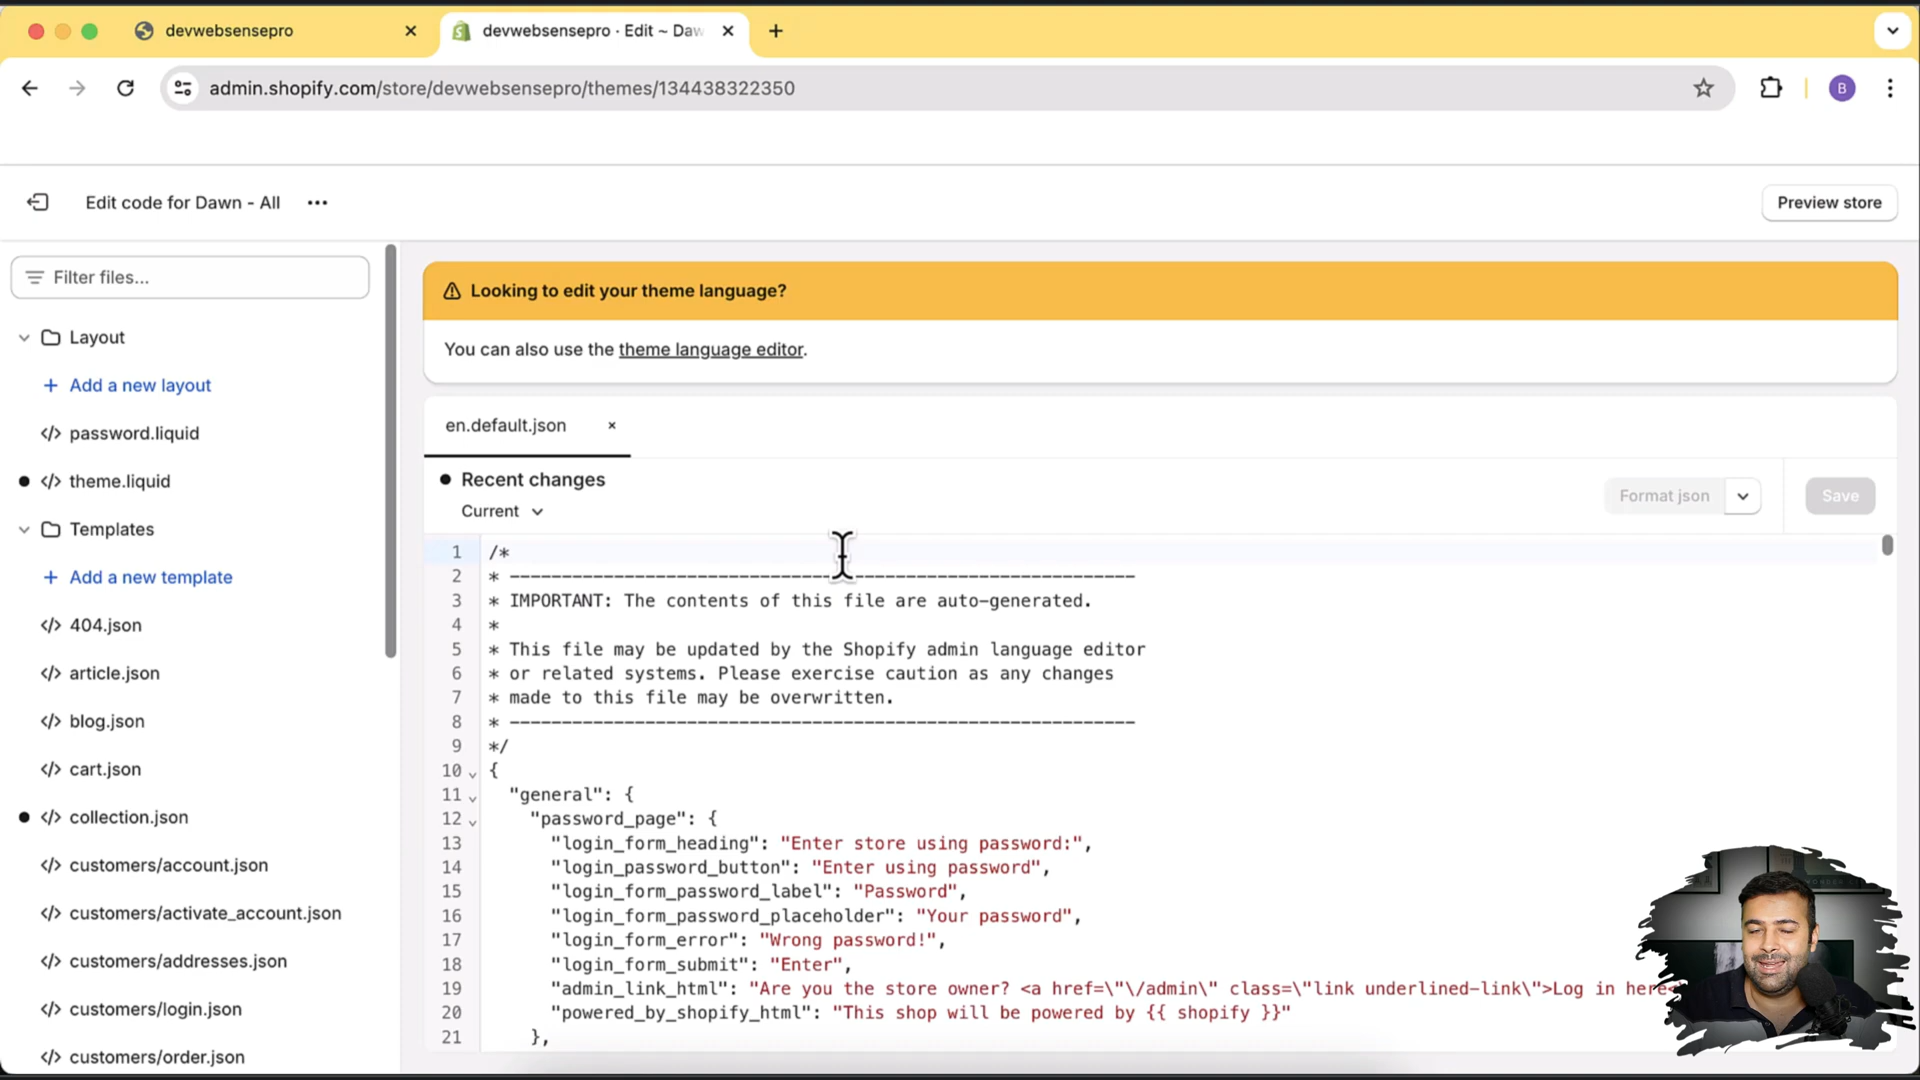 devwebsensepro
devwebsensepro · Edit ~ Daw
admin.shopify.com/store/devwebsensepro/themes/134438322350
B
Edit code for Dawn - All
Preview store
Filter files...
Layout
Add a new layout
password.liquid
theme.liquid
Templates
Add a new template
404.json
article.json
blog.json
cart.json
collection.json
customers/account.json
customers/activate_account.json
customers/addresses.json
customers/login.json
customers/order.json
Looking to edit your theme language?
You can also use the theme language editor.
en.default.json
Recent changes
Current
Format json
Save
1 /*
2 * ------------------------------------------------------------
3 * IMPORTANT: The contents of this file are auto-generated.
4 *
5 * This file may be updated by the Shopify admin language editor
6 * or related systems. Please exercise caution as any changes
7 * made to this file may be overwritten.
8 * ------------------------------------------------------------
9 */
10 {
11 "general": {
12 "password_page": {
13 "login_form_heading": "Enter store using password:",
14 "login_password_button": "Enter using password",
15 "login_form_password_label": "Password",
16 "login_form_password_placeholder": "Your password",
17 "login_form_error": "Wrong password!",
18 "login_form_submit": "Enter",
19 "admin_link_html": "Are you the store owner? <a href=\"\/admin\" class=\"link underlined-link\">Log in here<
20 "powered_by_shopify_html": "This shop will be powered by {{ shopify }}"
21 },